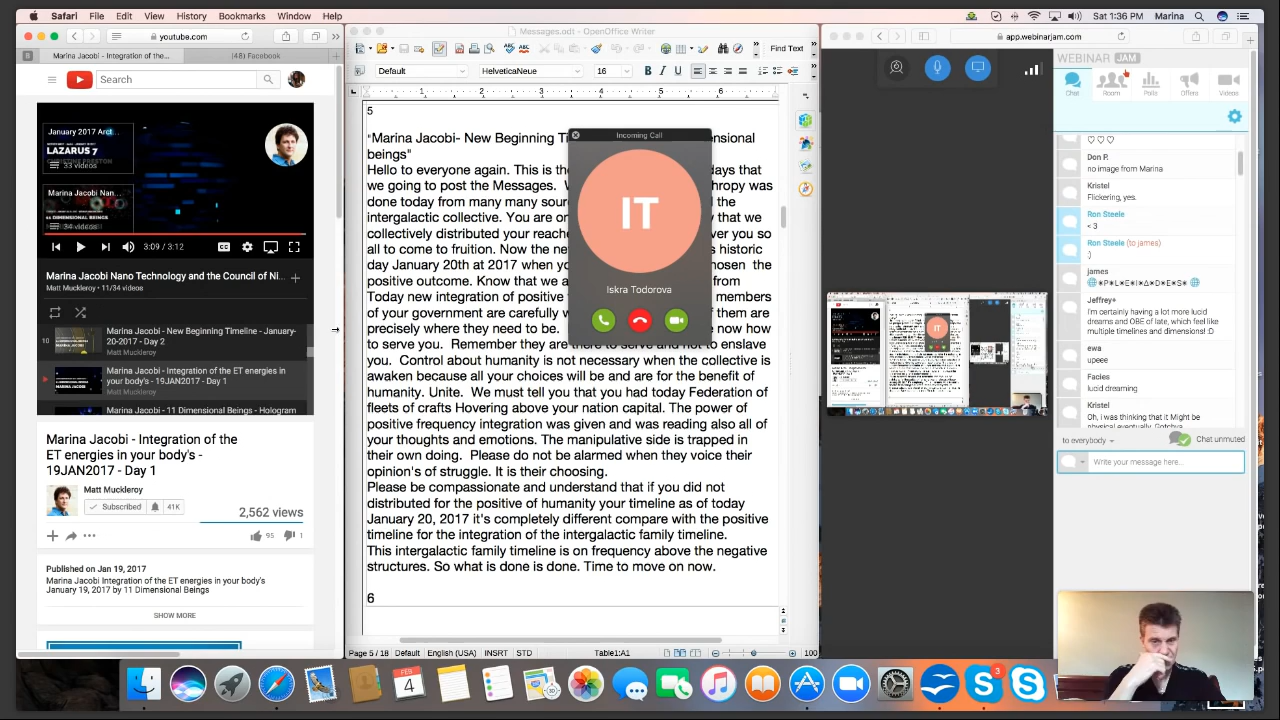 Safari File Edit View History Bookmarks Window Help
Sat 1:36 PM Marina
youtube.com
Marina Jacobi - Integration of the...
(48) Facebook
Search
January 2017 Arct...
LAZARUS 7
33 videos
Marina Jacobi Nan...
DIMENSIONAL BEINGS
34 videos
3:09 / 3:12
CC
Marina Jacobi Nano Technology and the Council of Ni...
Matt Muckleroy • 11/34 videos
10
Marina Jacobi - New Beginning Timeline - January-
20-2017 - Day 2
Matt Muckleroy
Marina Jacobi - Integration of the ET energies in
your body's - 19JAN2017 - Day 1
Matt Muckleroy
Marina Jacobi - 11 Dimensional Beings - Hologram
Marina Jacobi - Integration of the
ET energies in your body's -
19JAN2017 - Day 1
Matt Muckleroy
Subscribed 41K
2,562 views
95 1
Published on Jan 19, 2017
Marina Jacobi Integration of the ET energies in your body's
January 19, 2017 by 11 Dimensional Beings
SHOW MORE
Messages.odt - OpenOffice Writer
Find Text
Default HelveticaNeue 16 B I U
1 2 3 4 5 6
5
"Marina Jacobi- New Beginning Ti ensional
beings"
Hello to everyone again. This is the days that
we going to post the Messages. W thropy was
done today from many many sour the
intergalactic collective. You are on w that we
collectively distributed your reache ver you so
all to come to fruition. Now the ne s historic
day January 20th at 2017 when yo hosen the
positive outcome. Know that we a from
Today new integration of positive members
of your government are carefully w f them are
precisely where they need to be. now how
to serve you. Remember they are there to serve and not to enslave
you. Control about humanity is not necessary when the collective is
awaken because all your choices will be and are for the benefit of
humanity. Unite. We must tell you that you had today Federation of
fleets of crafts Hovering above your nation capital. The power of
positive frequency integration was given and was reading also all of
your thoughts and emotions. The manipulative side is trapped in
their own doing. Please do not be alarmed when they voice their
opinion's of struggle. It is their choosing.
Please be compassionate and understand that if you did not
distributed for the positive of humanity your timeline as of today
January 20, 2017 it's completely different compare with the positive
timeline for the integration of the intergalactic family timeline.
This intergalactic family timeline is on frequency above the negative
structures. So what is done is done. Time to move on now.
6
Page 5 / 18 Default English (USA) INSRT STD Table1:A1 100
Incoming Call
IT
Iskra Todorova
app.webinarjam.com
WEBINAR JAM
Chat Room Polls Offers Videos
♡ ♡ ♡
Don P.
no image from Marina
Kristel
Flickering, yes.
Ron Steele
< 3
Ron Steele (to james)
:)
james
🌐☀P☀L☀E☀I☀A☀D☀E☀S☀ 🌐
Jeffrey+
I'm certainly having a lot more lucid
dreams and OBE of late, which feel like
multiple timelines and dimensions! :D
ewa
upeee
Facies
lucid dreaming
Kristel
Oh, i was thinking that it Might be
physical eventually. Gotcha
to everybody
Chat unmuted
Write your message here...
FEB
4
30
3